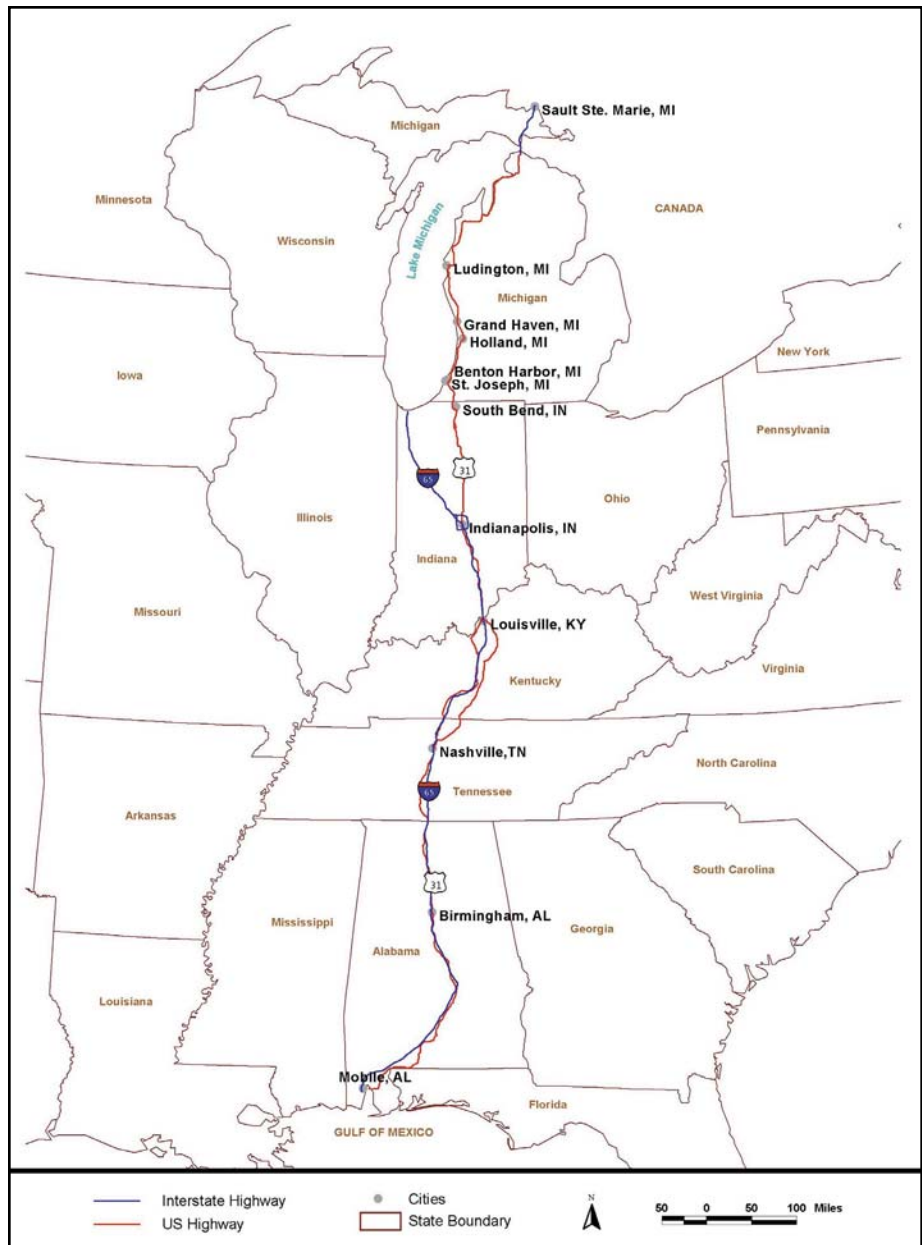 Sault Ste. Marie, MI
Michigan
Minnesota
CANADA
Wisconsin
Lake Michigan
Ludington, MI
Michigan
Grand Haven, MI
Holland, MI
New York
Iowa
Benton Harbor, MI
St. Joseph, MI
South Bend, IN
Pennsylvania
31
65
Ohio
Illinois
Indianapolis, IN
Indiana
West Virginia
Missouri
Louisville, KY
Virginia
Kentucky
Nashville,TN
North Carolina
65
Tennessee
Arkansas
South Carolina
31
Birmingham, AL
Mississippi
Georgia
Alabama
Louisiana
Mobile, AL
Florida
GULF OF MEXICO
Interstate Highway
US Highway
Cities
State Boundary
N
50 0 50 100 Miles